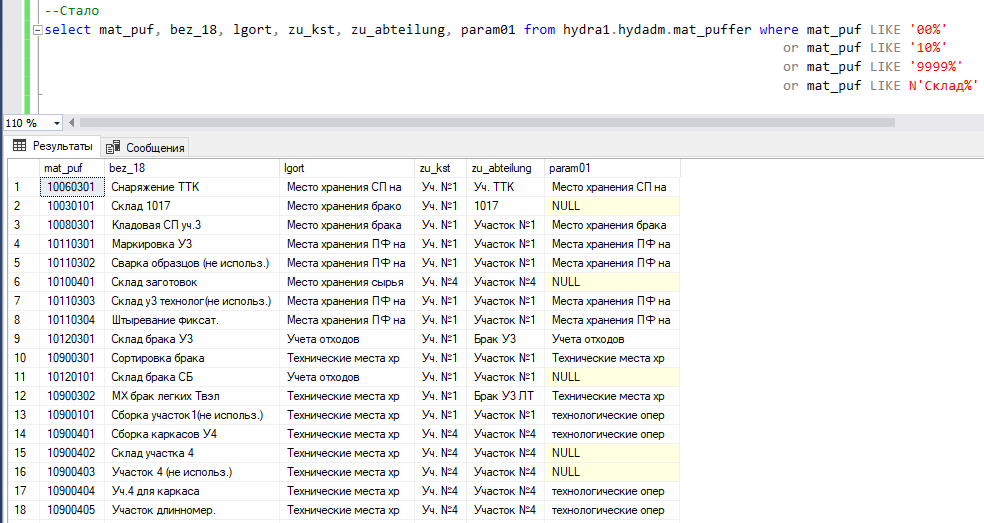 --Стало
select mat_puf, bez_18, lgort, zu_kst, zu_abteilung, param01 from hydra1.hydadm.mat_puffer where mat_puf LIKE '00%'
or mat_puf LIKE '10%'
or mat_puf LIKE '9999%'
or mat_puf LIKE N'Склад%'
110 %
Результаты Сообщения
mat_puf bez_18 lgort zu_kst zu_abteilung param01
1 10060301 Снаряжение ТТК Место хранения СП на Уч. №1 Уч. ТТК Место хранения СП на
2 10030101 Склад 1017 Место хранения брако Уч. №1 1017 NULL
3 10080301 Кладовая СП уч.3 Место хранения брака Уч. №1 Участок №1 Место хранения брака
4 10110301 Маркировка У3 Места хранения ПФ на Уч. №1 Участок №1 Места хранения ПФ на
5 10110302 Сварка образцов (не использ.) Места хранения ПФ на Уч. №1 Участок №1 Места хранения ПФ на
6 10100401 Склад заготовок Место хранения сырья Уч. №4 Участок №4 NULL
7 10110303 Склад у3 технолог(не использ.) Места хранения ПФ на Уч. №1 Участок №1 Места хранения ПФ на
8 10110304 Штыревание фиксат. Места хранения ПФ на Уч. №1 Участок №1 Места хранения ПФ на
9 10120301 Склад брака У3 Учета отходов Уч. №1 Брак У3 Учета отходов
10 10900301 Сортировка брака Технические места хр Уч. №1 Участок №1 Технические места хр
11 10120101 Склад брака СБ Учета отходов Уч. №1 Участок №1 NULL
12 10900302 МХ брак легких Твэл Технические места хр Уч. №1 Брак У3 ЛТ Технические места хр
13 10900101 Сборка участок1(не использ.) Технические места хр Уч. №1 Участок №1 технологические опер
14 10900401 Сборка каркасов У4 Технические места хр Уч. №4 Участок №4 технологические опер
15 10900402 Склад участка 4 Технические места хр Уч. №4 Участок №4 NULL
16 10900403 Участок 4 (не использ.) Технические места хр Уч. №4 Участок №4 NULL
17 10900404 Уч.4 для каркаса Технические места хр Уч. №4 Участок №4 технологические опер
18 10900405 Участок длинномер. Технические места хр Уч. №4 Участок №4 технологические опер